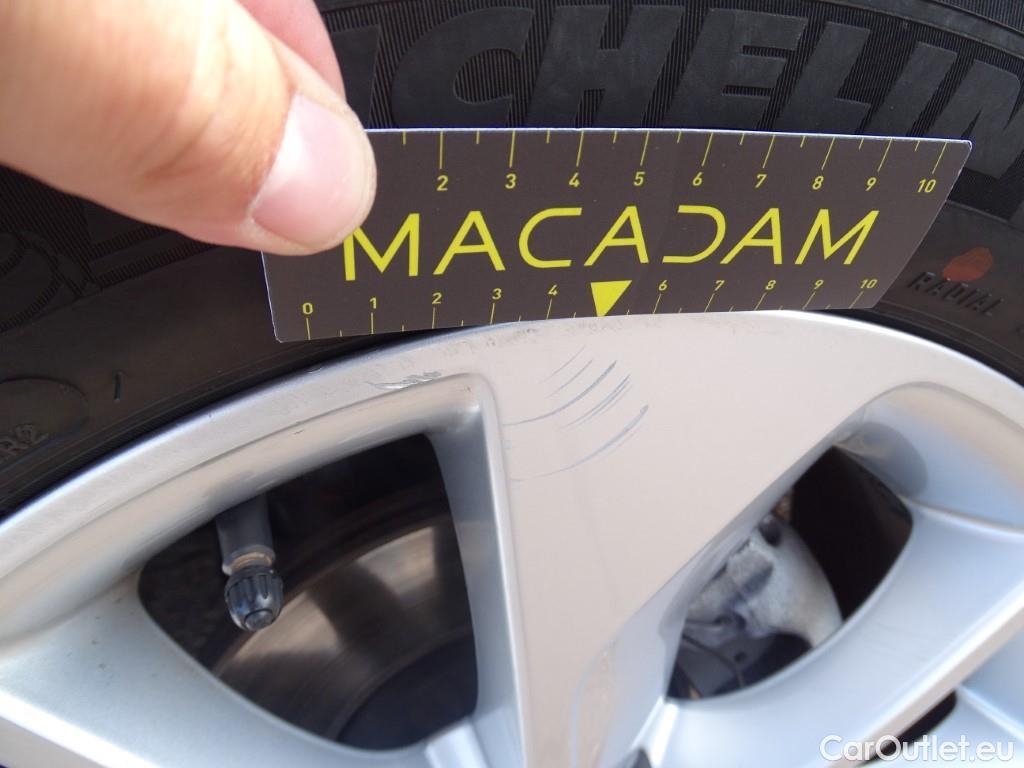 MICHELIN
2 3 4 5 6 7 8 9 10
MACADAM
0 1 2 3 4 6 7 8 9 10
RADIAL
CarOutlet.eu